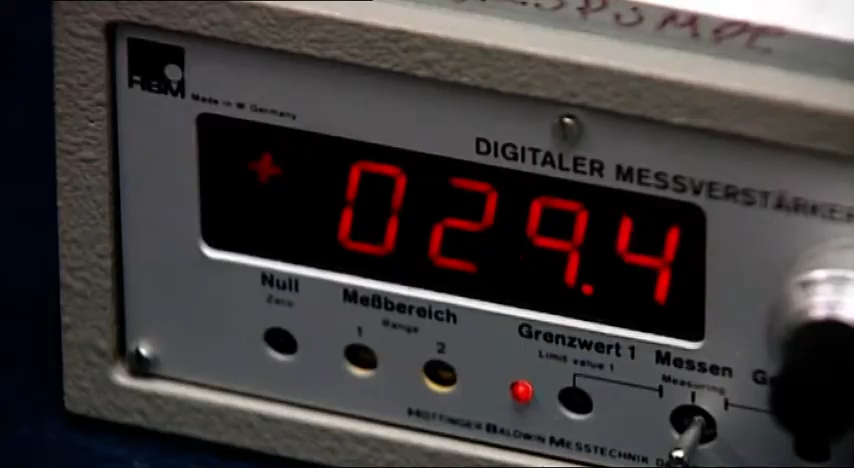 HBM
Made in W. Germany
DIGITALER MESSVERSTÄRKER
+ 029.4
Null
Zero
Meßbereich
Range
1
2
Grenzwert 1
Limit value 1
Messen
Measuring
HOTTINGER BALDWIN MESSTECHNIK